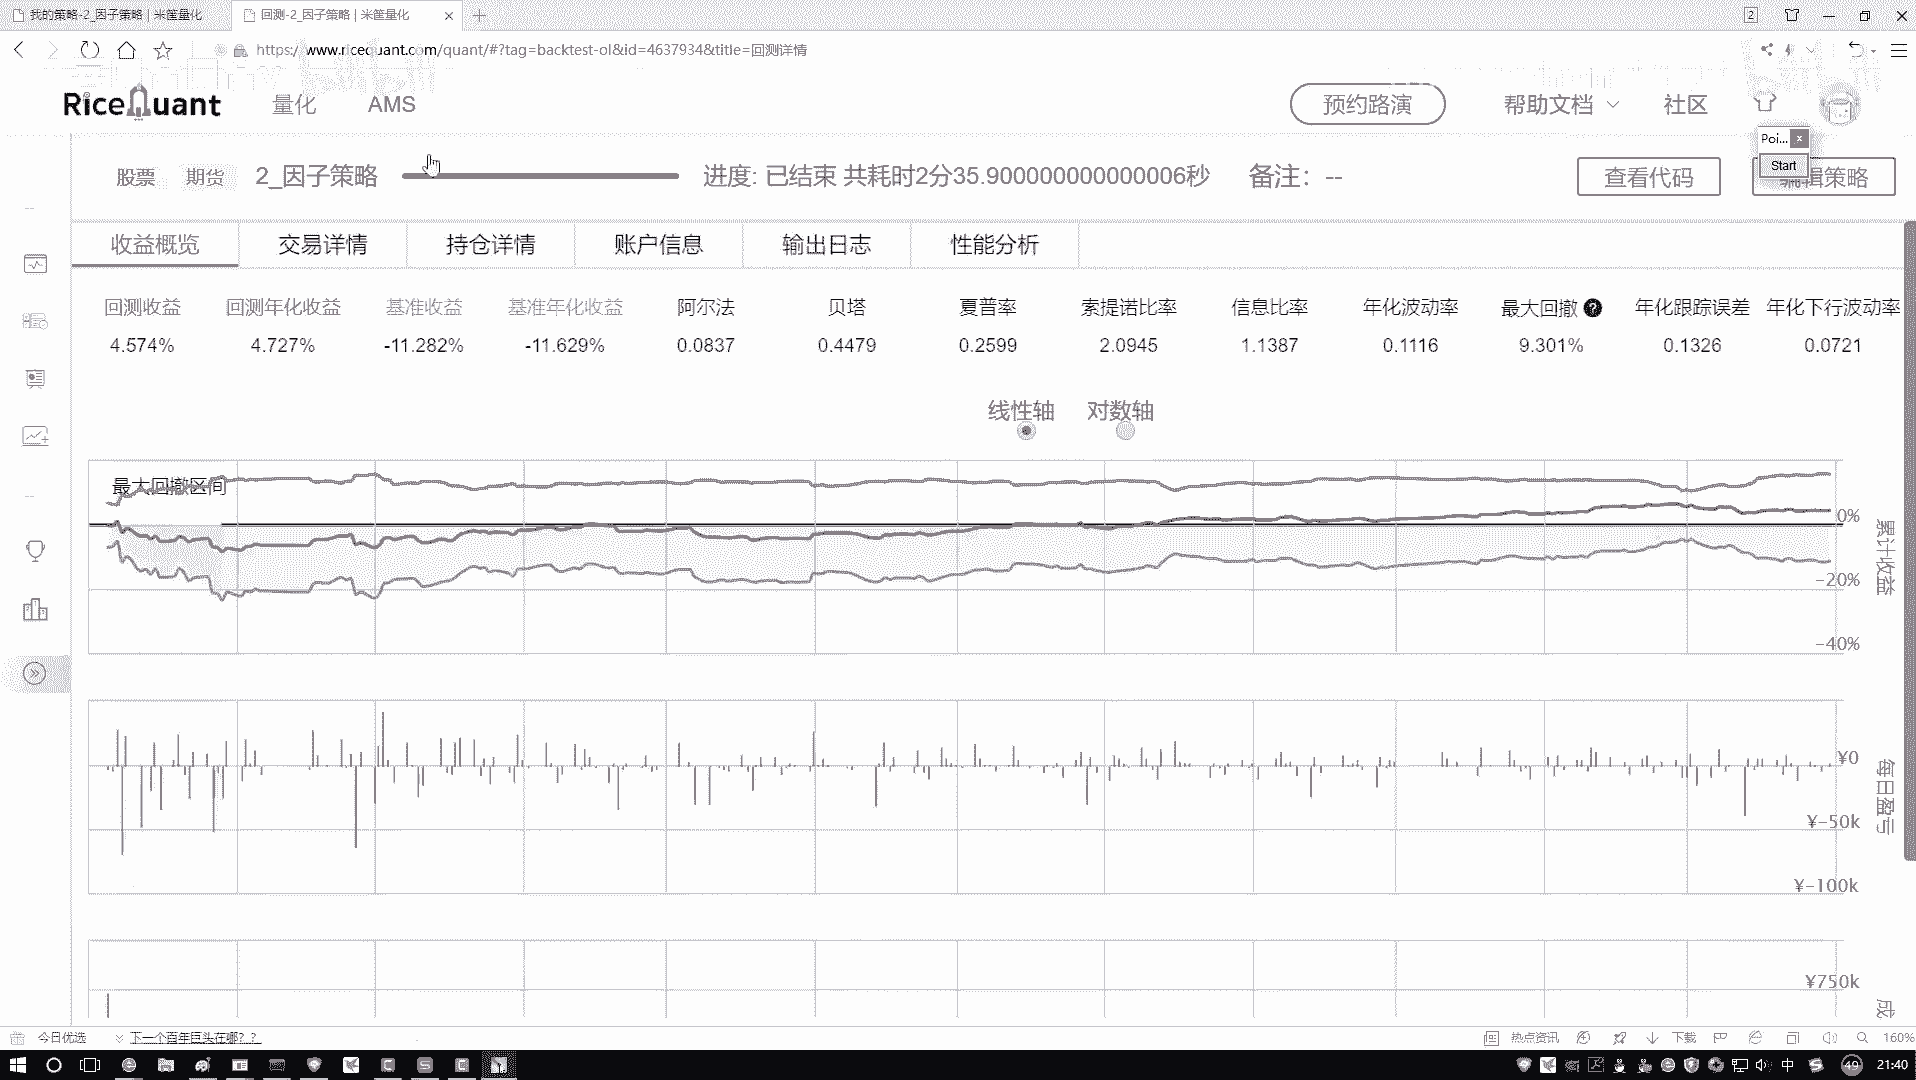 我的策略-2_因子策略 | 米筐量化
回测-2_因子策略 | 米筐量化
2
https://www.ricequant.com/quant/#?tag=backtest-ol&id=4637934&title=回测详情
RiceQuant
量化
AMS
预约路演
帮助文档
社区
Poi...
Start
股票
期货
2_因子策略
进度: 已结束 共耗时2分35.900000000000006秒
备注：--
查看代码
编辑策略
收益概览
交易详情
持仓详情
账户信息
输出日志
性能分析
回测收益 回测年化收益 基准收益 基准年化收益 阿尔法 贝塔 夏普率 索提诺比率 信息比率 年化波动率 最大回撤 ? 年化跟踪误差 年化下行波动率
4.574% 4.727% -11.282% -11.629% 0.0837 0.4479 0.2599 2.0945 1.1387 0.1116 9.301% 0.1326 0.0721
线性轴 对数轴
最大回撤区间
0%
-20%
-40%
累计收益
¥0
¥-50k
¥-100k
每日盈亏
¥750k
成
今日优选
下一个百年巨头在哪？？
热点资讯
下载
160%
中
49
21:40